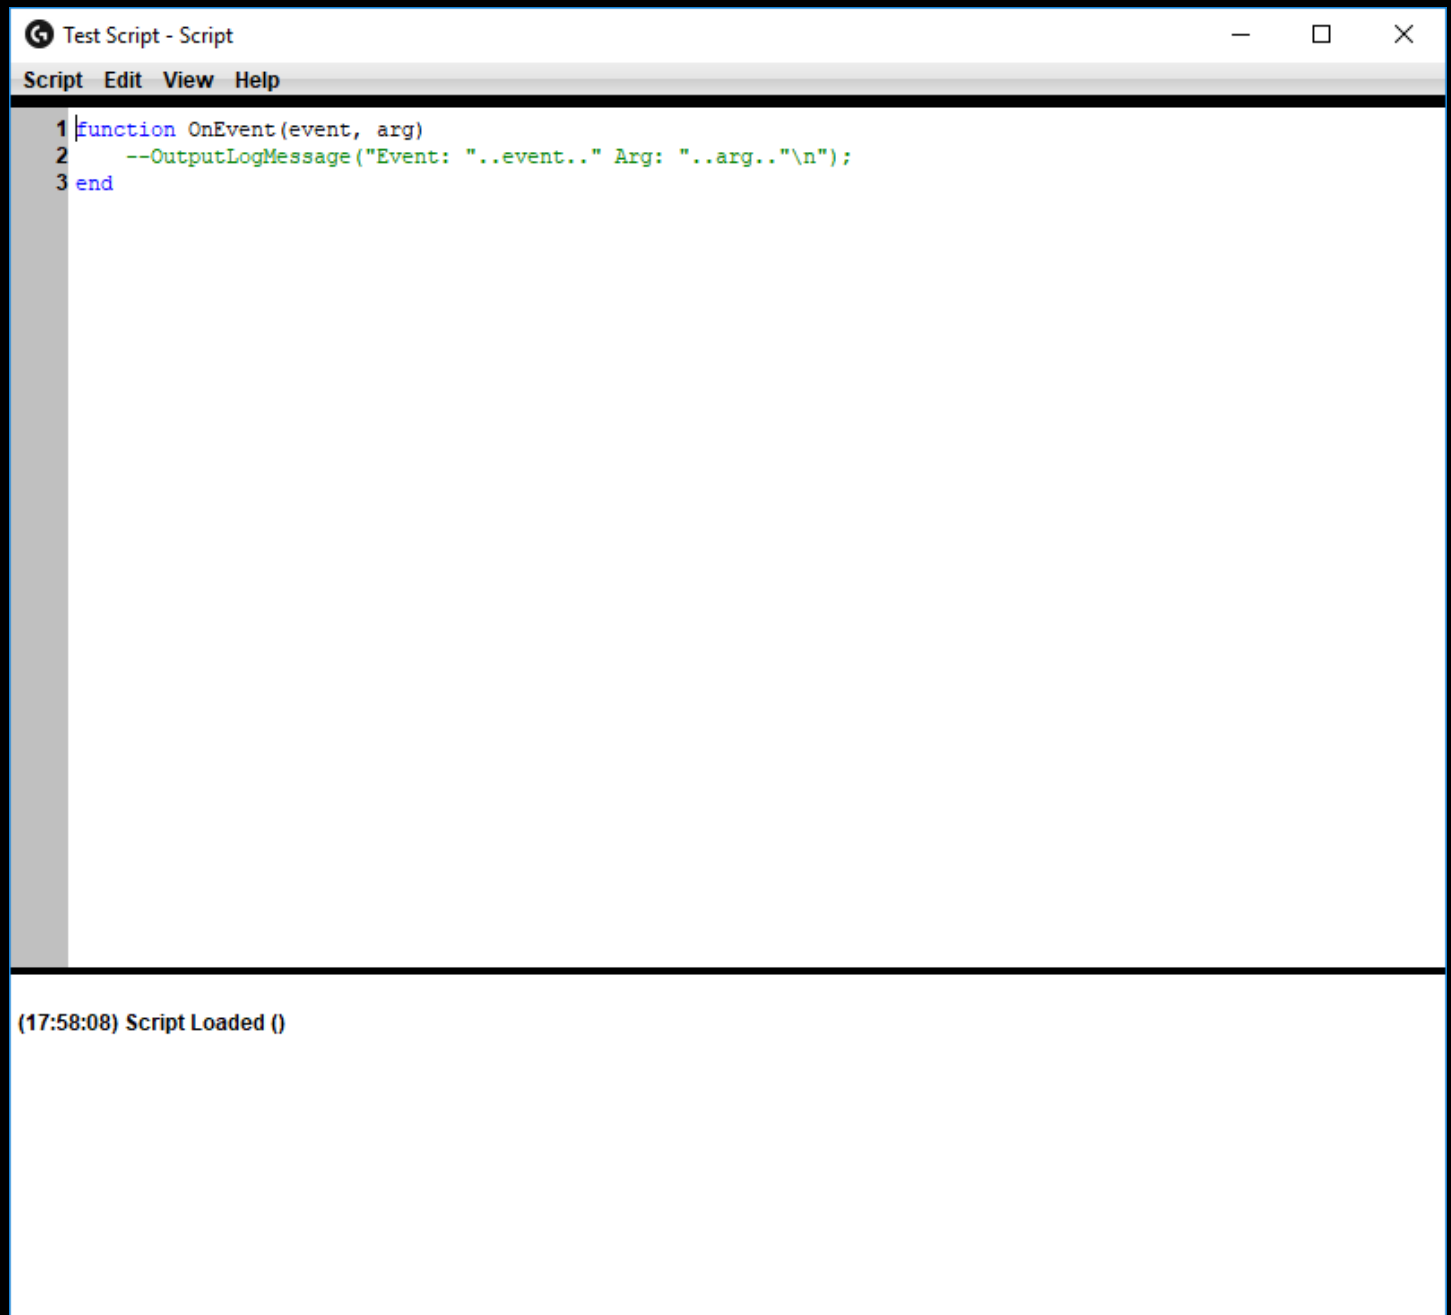 Test Script - Script
Script Edit View Help
1 function OnEvent(event, arg)
2 --OutputLogMessage("Event: "..event.." Arg: "..arg.."\n");
3 end
(17:58:08) Script Loaded ()